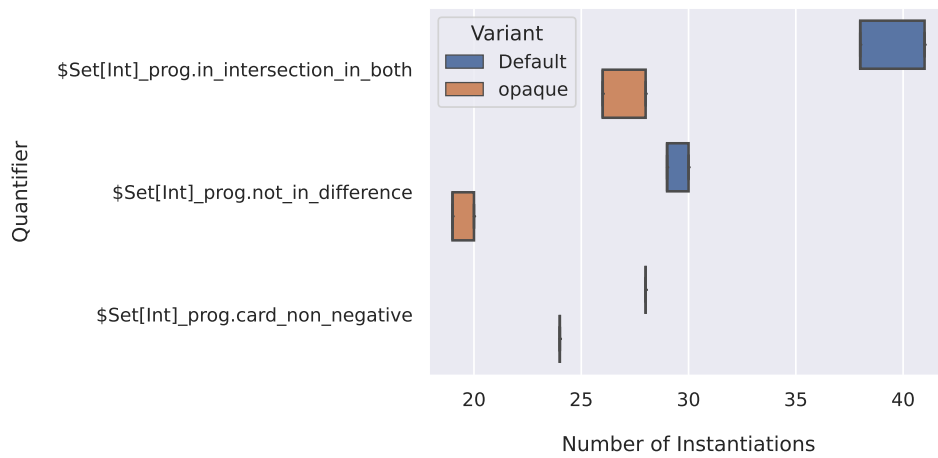 Variant
Default
opaque
$Set[Int]_prog.in_intersection_in_both
$Set[Int]_prog.not_in_difference
$Set[Int]_prog.card_non_negative
Quantifier
20 25 30 35 40
Number of Instantiations